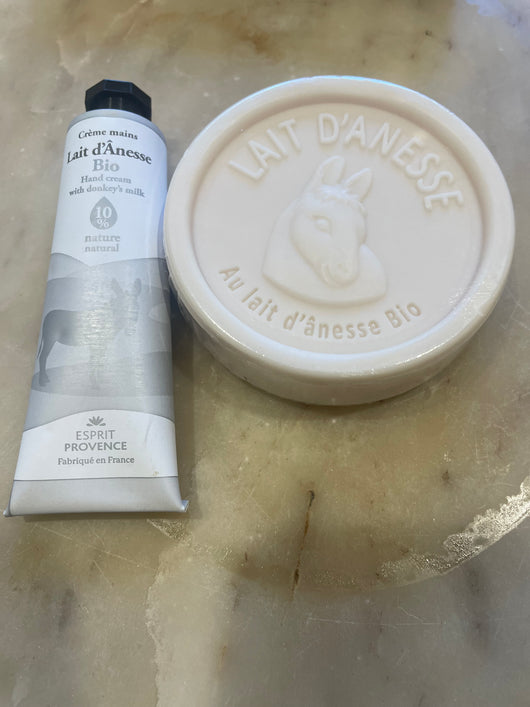 Crème mains
Lait d'Ânesse
Bio
Hand cream
with donkey's milk
10
%
nature
natural
ESPRIT
PROVENCE
Fabriqué en France
LAIT D'ANESSE
Au lait d'ânesse Bio